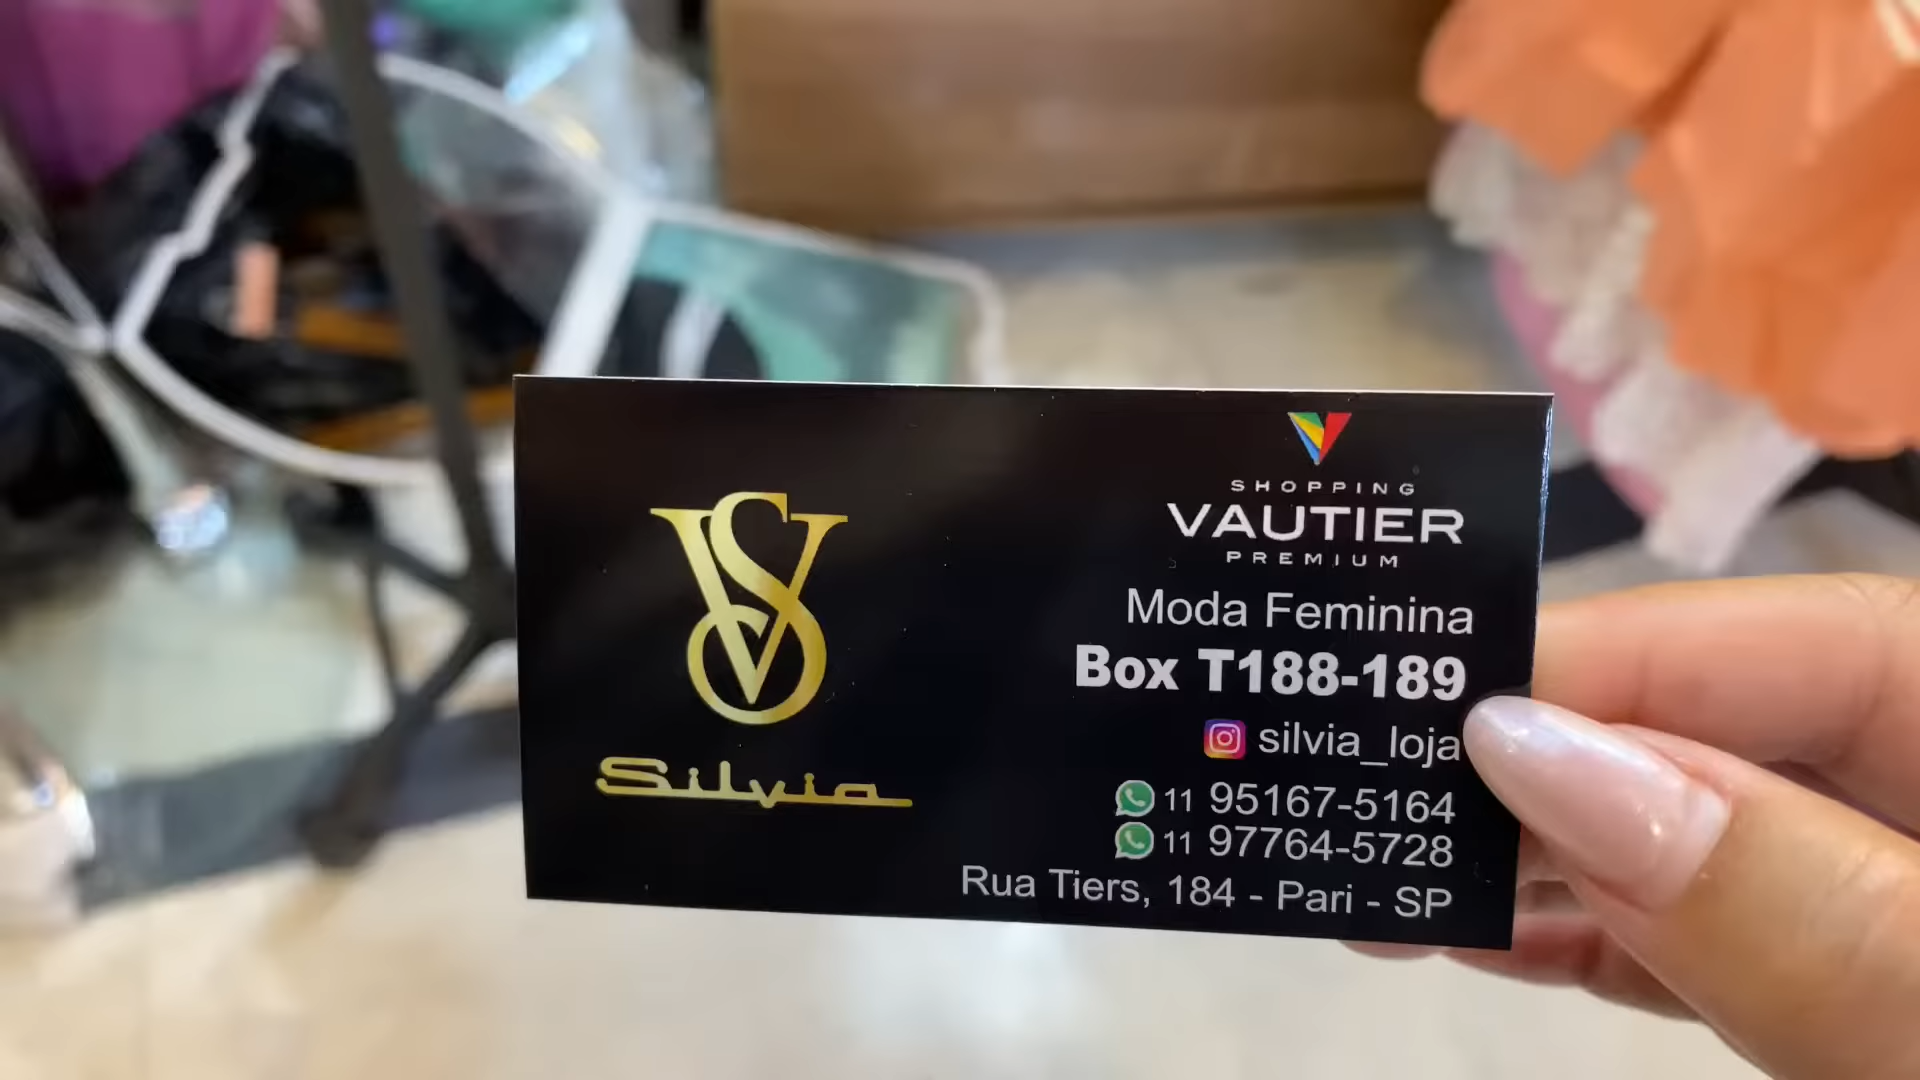 VS
Silvia
SHOPPING
VAUTIER
PREMIUM
Moda Feminina
Box T188-189
silvia_loja
11 95167-5164
11 97764-5728
Rua Tiers, 184 - Pari - SP